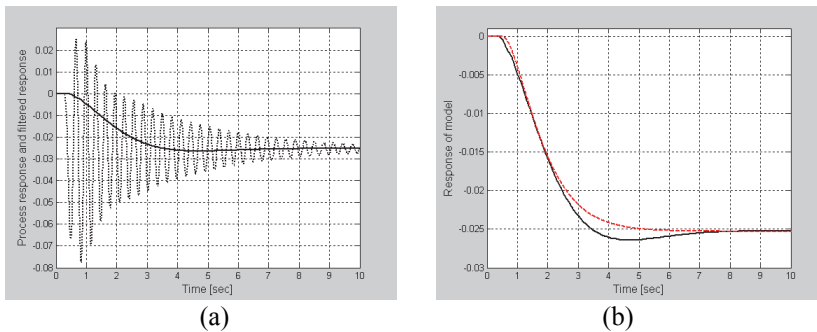 0.02
0.01
0
-0.01
-0.02
-0.03
-0.04
-0.05
-0.06
-0.07
-0.08
Process response and filtered response
0 1 2 3 4 5 6 7 8 9 10
Time [sec]
(a)
0
-0.005
-0.01
-0.015
-0.02
-0.025
-0.03
Response of model
0 1 2 3 4 5 6 7 8 9 10
Time [sec]
(b)